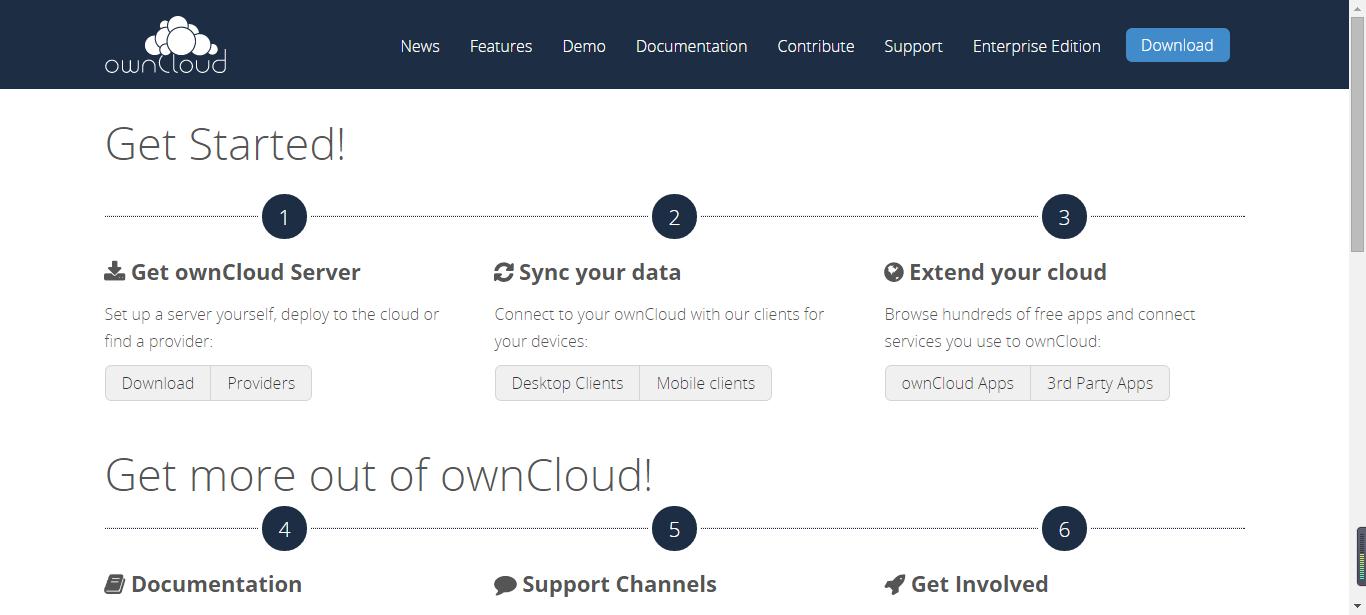 ownCloud
News Features Demo Documentation Contribute Support Enterprise Edition Download
Get Started!
1
Get ownCloud Server
Set up a server yourself, deploy to the cloud or
find a provider:
Download Providers
2
Sync your data
Connect to your ownCloud with our clients for
your devices:
Desktop Clients Mobile clients
3
Extend your cloud
Browse hundreds of free apps and connect
services you use to ownCloud:
ownCloud Apps 3rd Party Apps
Get more out of ownCloud!
4
Documentation
5
Support Channels
6
Get Involved